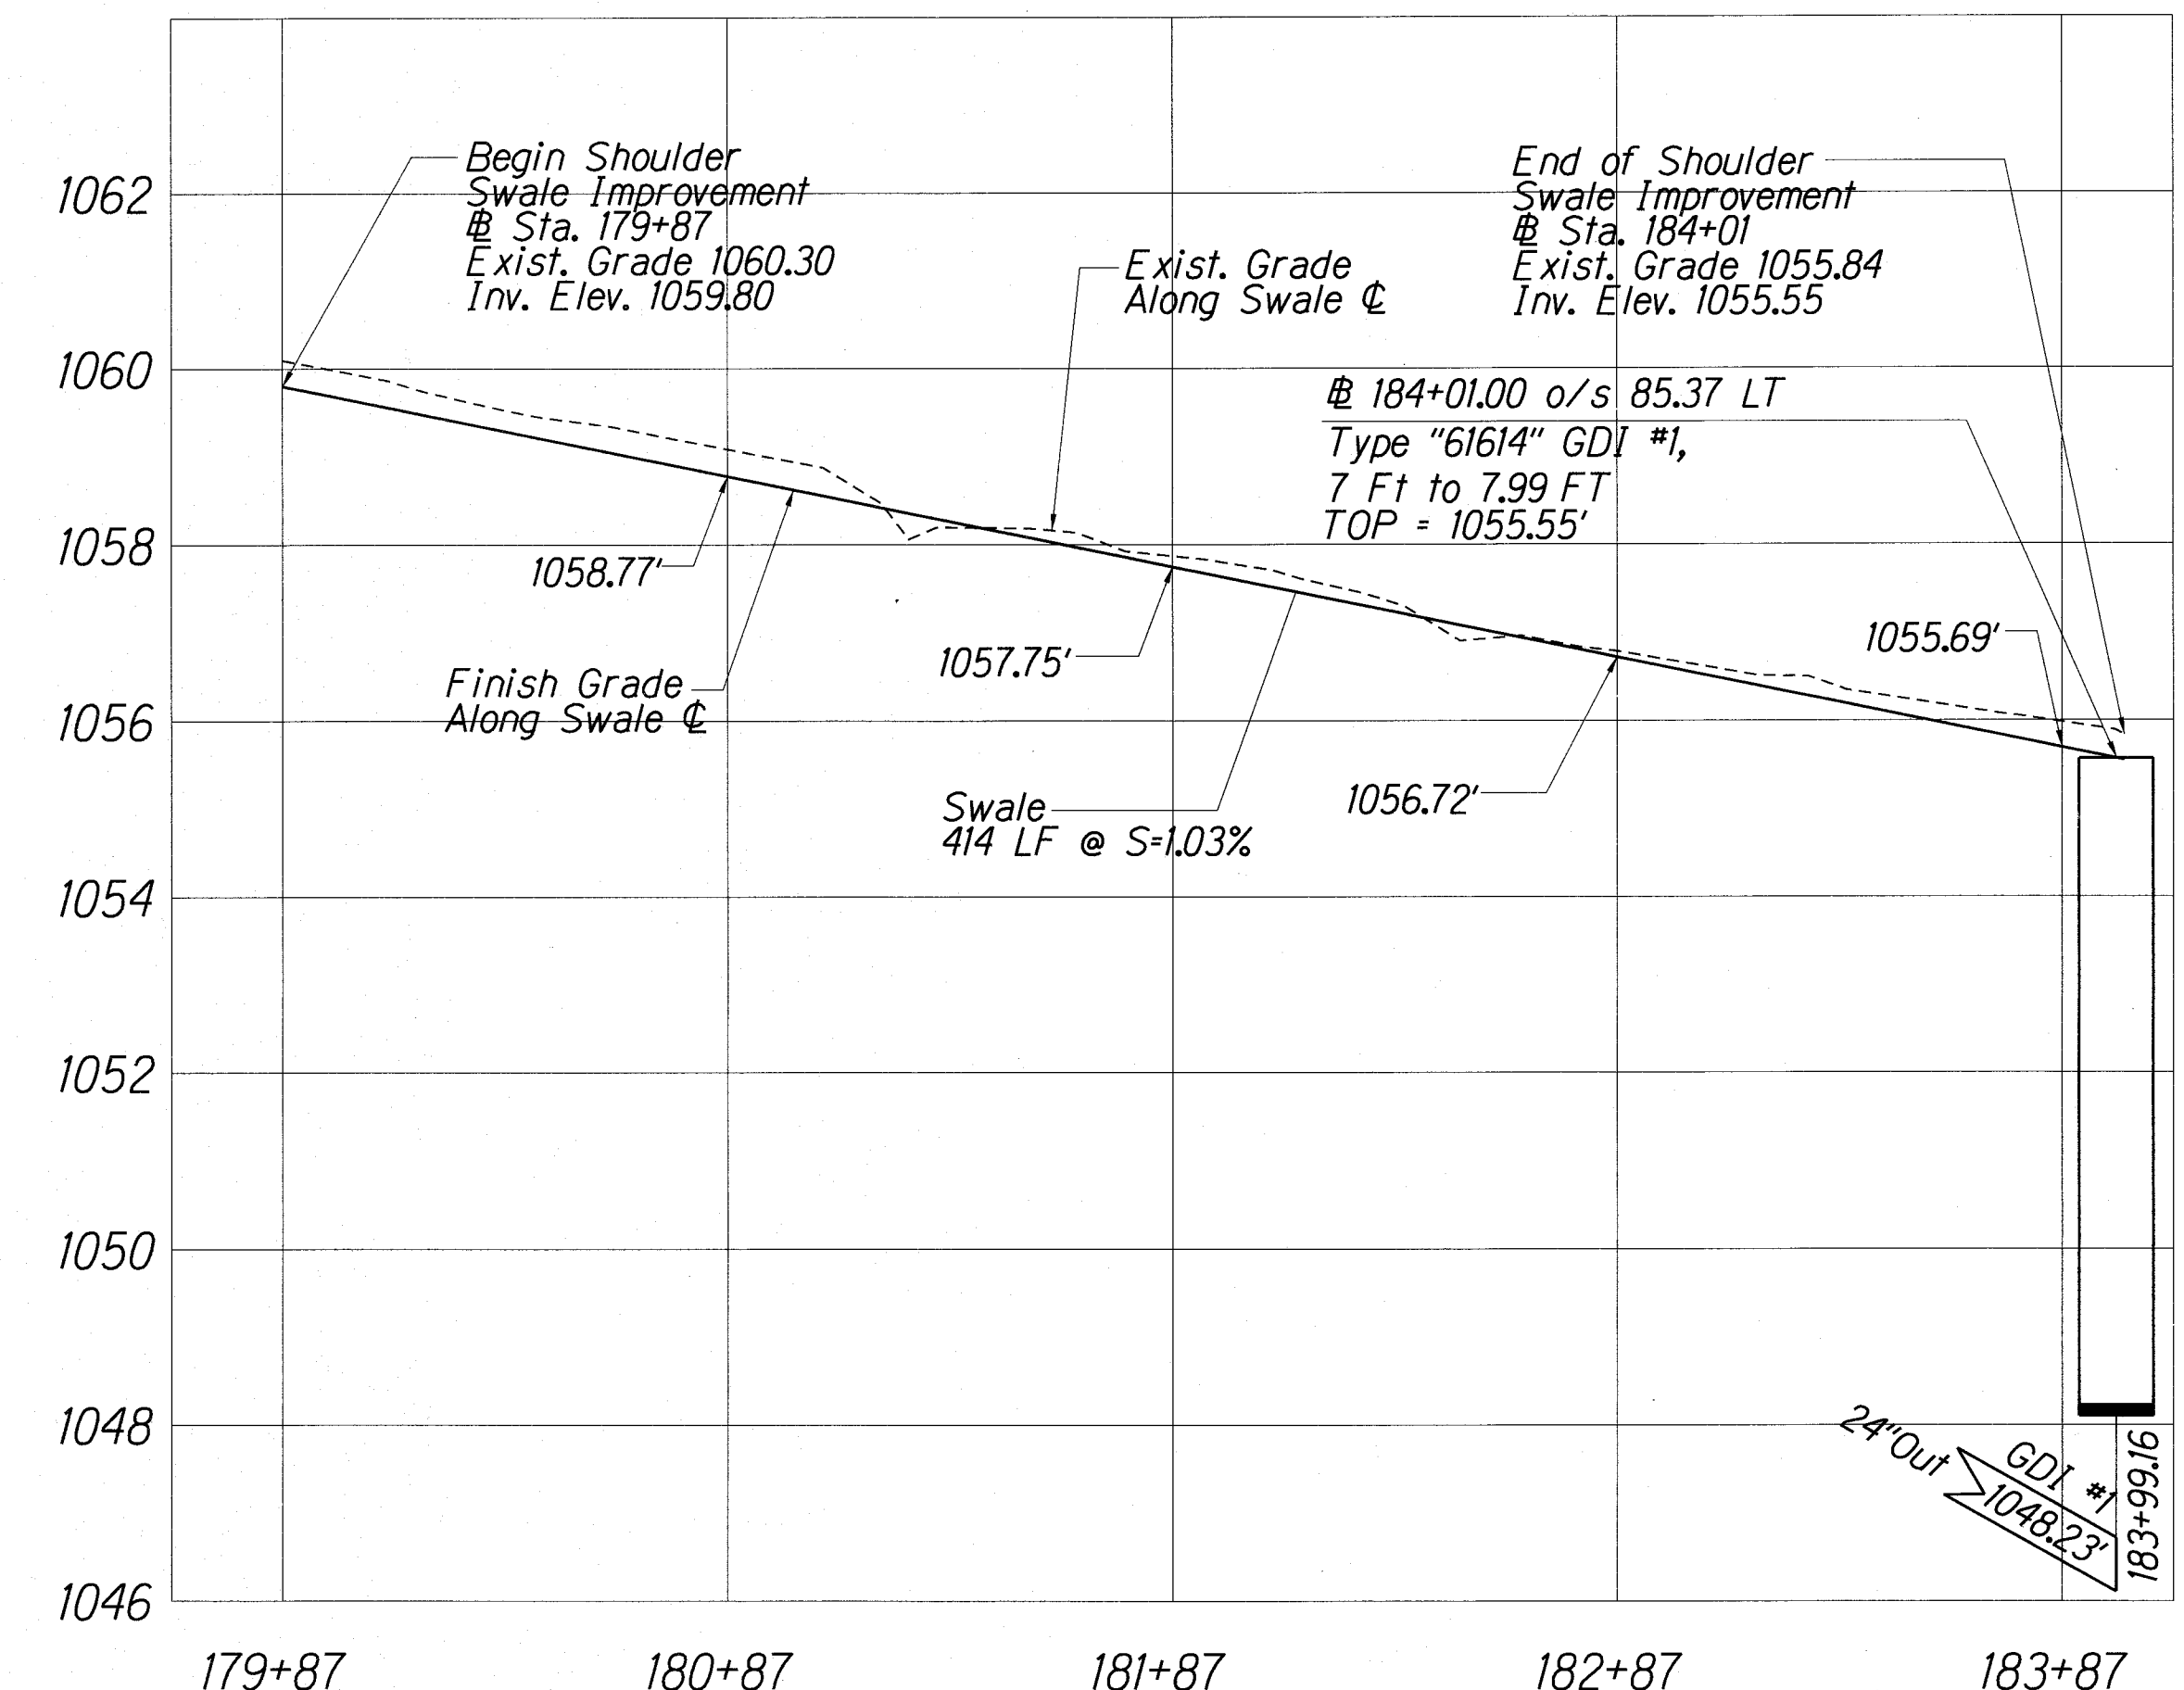 Begin Shoulder
Swale Improvement
℄ Sta. 179+87
Exist. Grade 1060.30
Inv. Elev. 1059.80
End of Shoulder
Swale Improvement
℄ Sta. 184+01
Exist. Grade 1055.84
Inv. Elev. 1055.55
Exist. Grade
Along Swale ℄
℄ 184+01.00 o/s 85.37 LT
Type "61614" GDI #1,
7 Ft to 7.99 FT
TOP = 1055.55'
1058.77'
1057.75'
1055.69'
Finish Grade
Along Swale ℄
Swale
414 LF @ S=1.03%
1056.72'
24"Out
GDI #1
1048.23'
183+99.16
1062
1060
1058
1056
1054
1052
1050
1048
1046
179+87
180+87
181+87
182+87
183+87